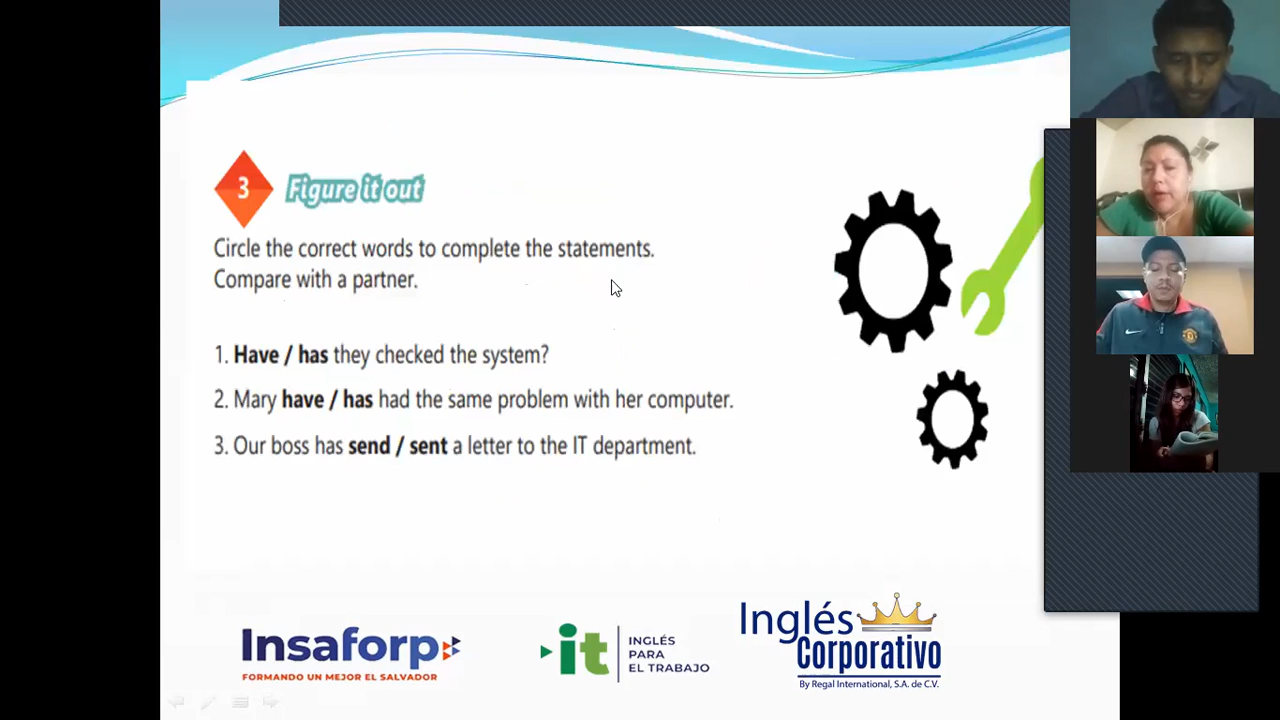 3 Figure it out
Circle the correct words to complete the statements.
Compare with a partner.
1. Have / has they checked the system?
2. Mary have / has had the same problem with her computer.
3. Our boss has send / sent a letter to the IT department.
Insaforp
FORMANDO UN MEJOR EL SALVADOR
it
INGLÉS
PARA
EL TRABAJO
Inglés
Corporativo
By Regal International, S.A. de C.V.